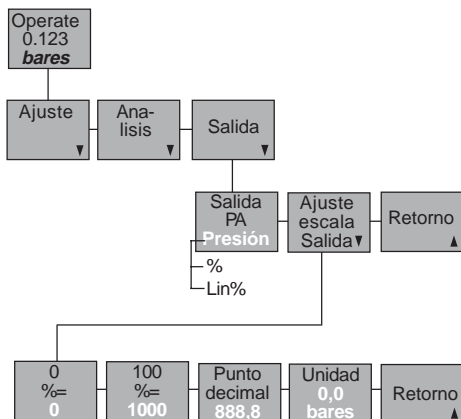 Operate
0.123
bares
Ajuste
Ana-
lisis
Salida
Salida
PA
Presión
%
Lin%
Ajuste
escala
Salida
Retorno
0
%=
0
100
%=
1000
Punto
decimal
888,8
Unidad
0,0
bares
Retorno